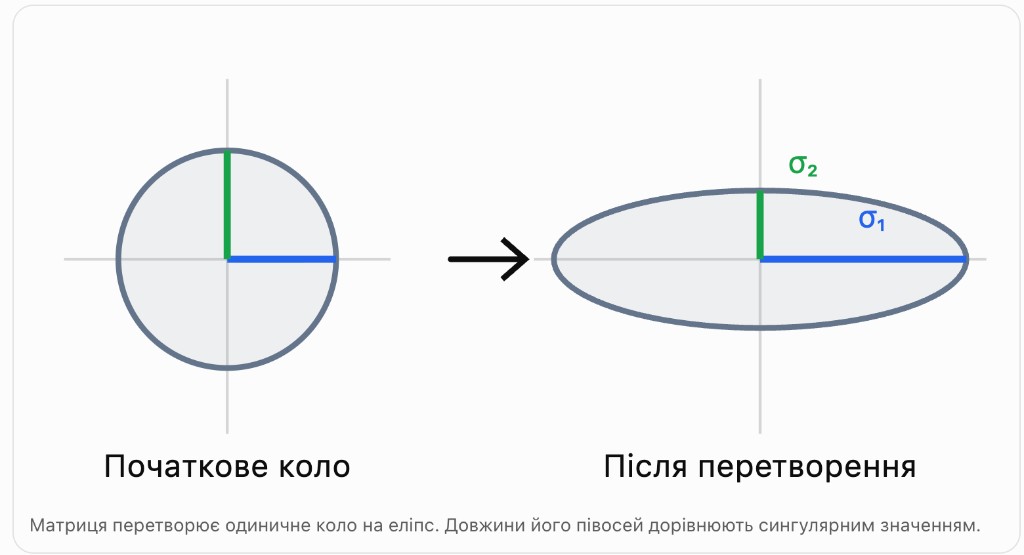 σ₂
σ₁
Початкове коло
Після перетворення
Матриця перетворює одиничне коло на еліпс. Довжини його півосей дорівнюють сингулярним значенням.